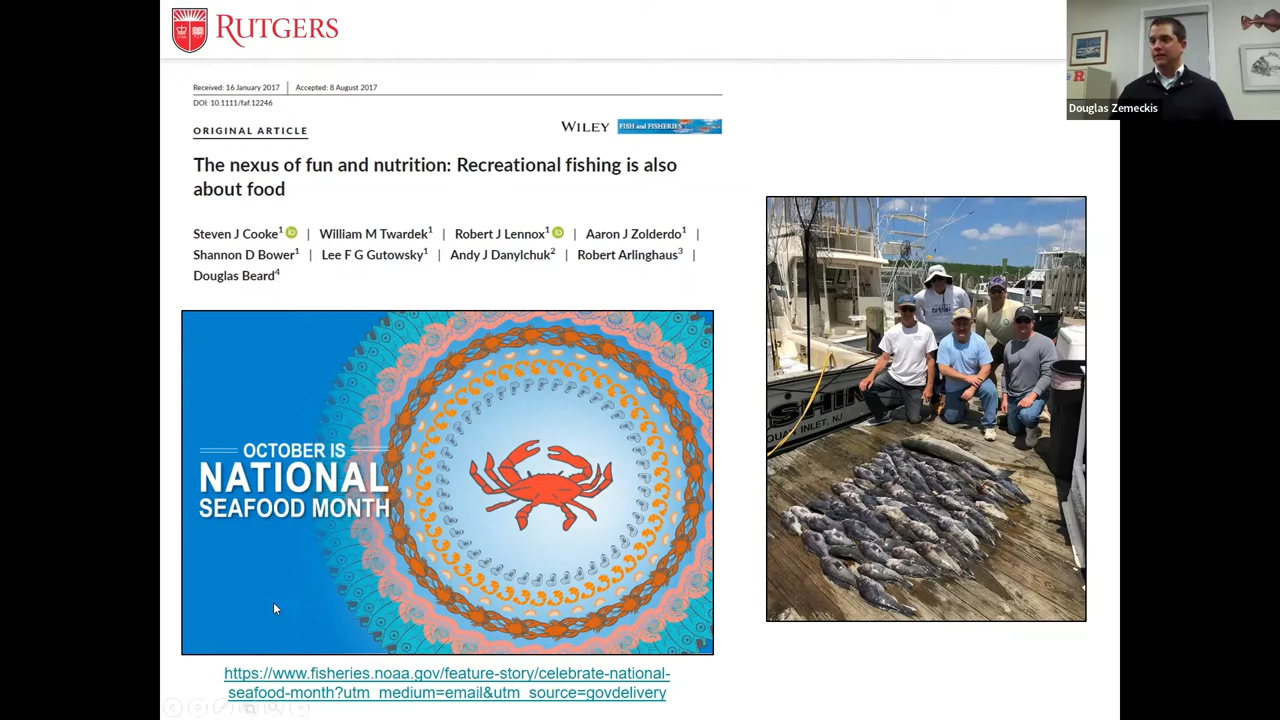 RUTGERS
Received: 16 January 2017 | Accepted: 8 August 2017
DOI: 10.1111/faf.12246
ORIGINAL ARTICLE
WILEY FISH and FISHERIES
The nexus of fun and nutrition: Recreational fishing is also
about food
Steven J Cooke1 | William M Twardek1 | Robert J Lennox1 | Aaron J Zolderdo1 |
Shannon D Bower1 | Lee F G Gutowsky1 | Andy J Danylchuk2 | Robert Arlinghaus3 |
Douglas Beard4
OCTOBER IS
NATIONAL
SEAFOOD MONTH
https://www.fisheries.noaa.gov/feature-story/celebrate-national-
seafood-month?utm_medium=email&utm_source=govdelivery
INLET, NJ
R
Douglas Zemeckis